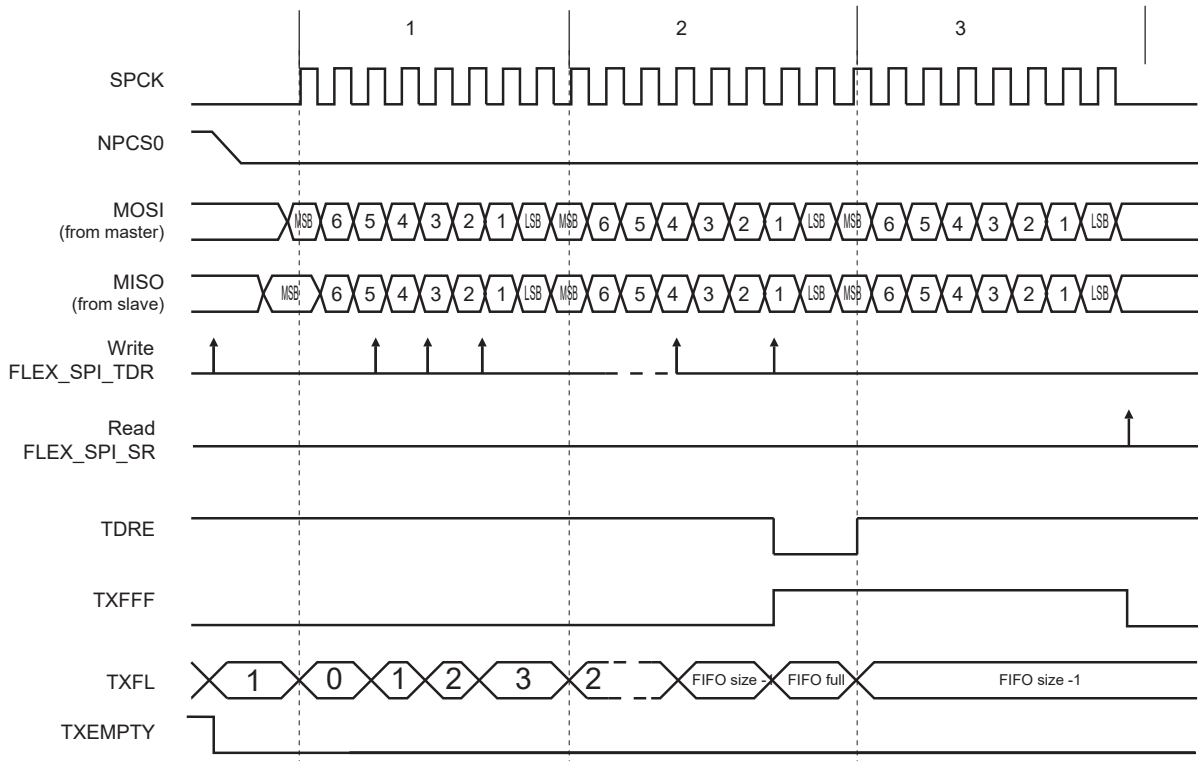 1 2 3
SPCK
NPCS0
MOSI MSB 6 5 4 3 2 1 LSB MSB 6 5 4 3 2 1 LSB MSB 6 5 4 3 2 1 LSB
(from master)
MISO MSB 6 5 4 3 2 1 LSB MSB 6 5 4 3 2 1 LSB MSB 6 5 4 3 2 1 LSB
(from slave)
Write
FLEX_SPI_TDR
Read
FLEX_SPI_SR
TDRE
TXFFF
TXFL 1 0 1 2 3 2 FIFO size -1 FIFO full FIFO size -1
TXEMPTY